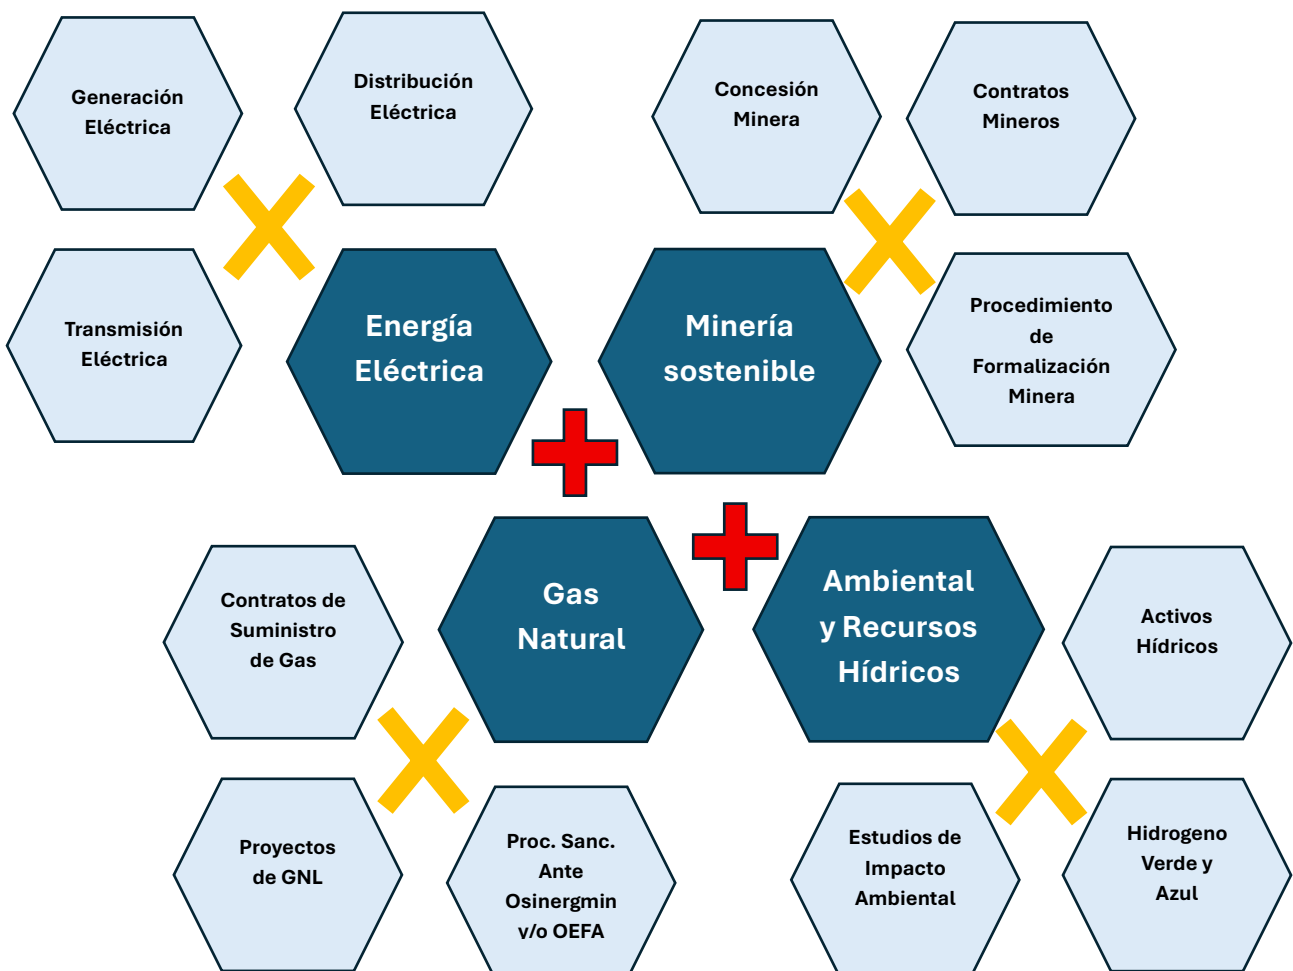 Generación
Eléctrica
Distribución
Eléctrica
Concesión
Minera
Contratos
Mineros
Transmisión
Eléctrica
Energía
Eléctrica
Minería
sostenible
Procedimiento
de
Formalización
Minera
Contratos de
Suministro
de Gas
Gas
Natural
Ambiental
y Recursos
Hídricos
Activos
Hídricos
Proyectos
de GNL
Proc. Sanc.
Ante
Osinergmin
y/o OEFA
Estudios de
Impacto
Ambiental
Hidrogeno
Verde y
Azul